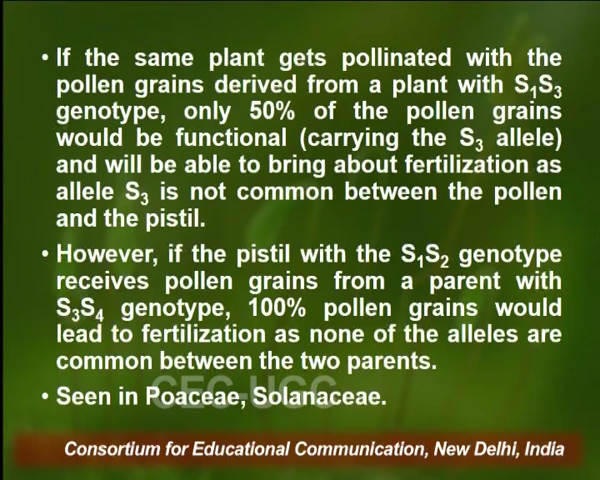 • If the same plant gets pollinated with the
pollen grains derived from a plant with S₁S₃
genotype, only 50% of the pollen grains
would be functional (carrying the S₃ allele)
and will be able to bring about fertilization as
allele S₃ is not common between the pollen
and the pistil.
• However, if the pistil with the S₁S₂ genotype
receives pollen grains from a parent with
S₃S₄ genotype, 100% pollen grains would
lead to fertilization as none of the alleles are
common between the two parents.
CEC-UGC
• Seen in Poaceae, Solanaceae.
Consortium for Educational Communication, New Delhi, India